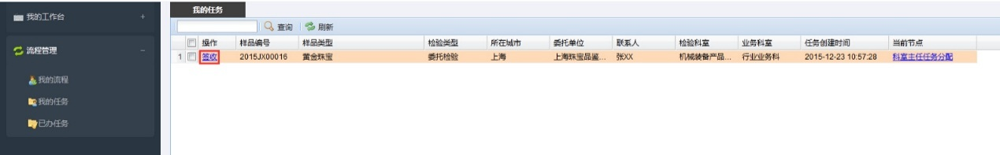 我的工作台 +
流程管理 -
我的流程
我的任务
已办任务
我的任务
查询 刷新
操作 样品编号 样品类型 检验类型 所在城市 委托单位 联系人 检验科室 业务科室 任务创建时间 当前节点
1 签收 2015JX00016 黄金珠宝 委托检验 上海 上海珠宝品鉴... 张XX 机械装备产品... 行业业务科 2015-12-23 10:57:28 科室主任任务分配